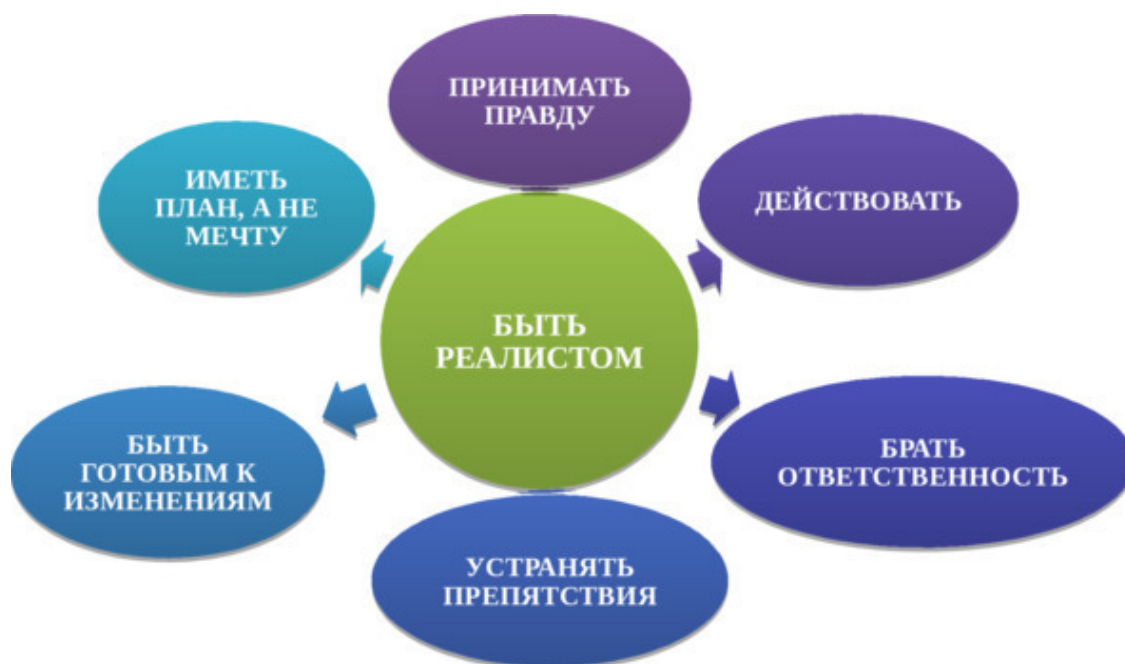 ПРИНИМАТЬ
ПРАВДУ
ДЕЙСТВОВАТЬ
БРАТЬ
ОТВЕТСТВЕННОСТЬ
УСТРАНЯТЬ
ПРЕПЯТСТВИЯ
БЫТЬ
ГОТОВЫМ К
ИЗМЕНЕНИЯМ
ИМЕТЬ
ПЛАН, А НЕ
МЕЧТУ
БЫТЬ
РЕАЛИСТОМ